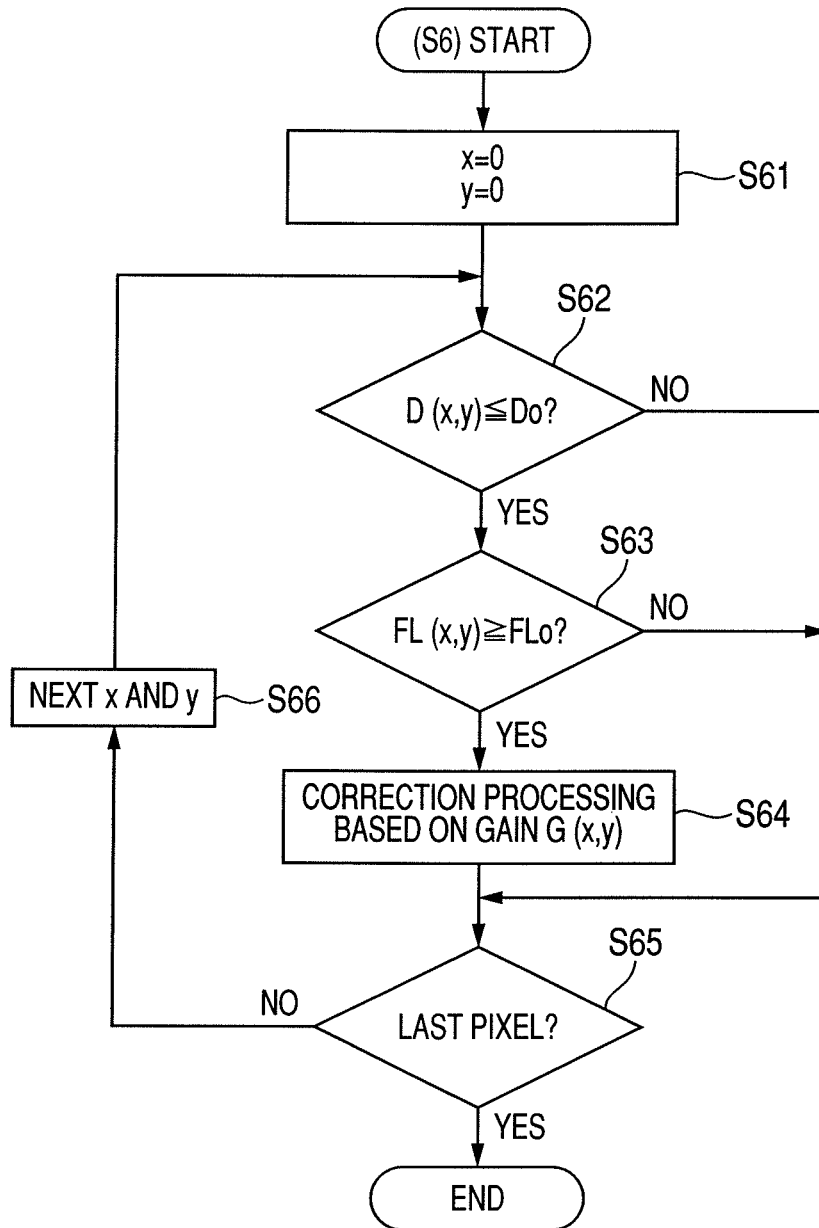 (S6) START
x=0
y=0
S61
S62
D (x,y)≦Do?
NO
YES
S63
FL (x,y)≧FLo?
NO
YES
NEXT x AND y
S66
CORRECTION PROCESSING
BASED ON GAIN G (x,y)
S64
S65
LAST PIXEL?
NO
YES
END